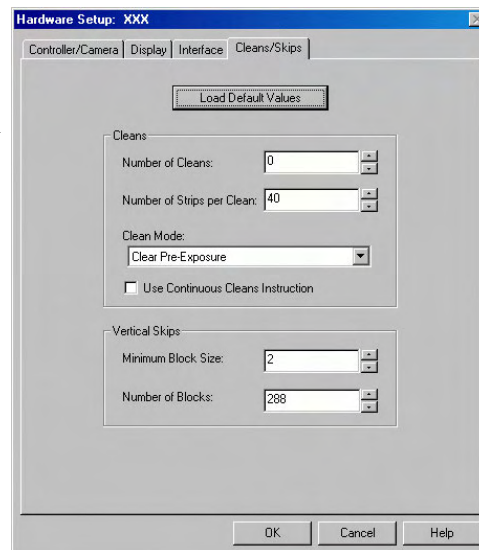 Hardware Setup: XXX
Controller/Camera Display Interface Cleans/Skips
Load Default Values
Cleans
Number of Cleans: 0
Number of Strips per Clean: 40
Clean Mode:
Clear Pre-Exposure
Use Continuous Cleans Instruction
Vertical Skips
Minimum Block Size: 2
Number of Blocks: 288
OK Cancel Help